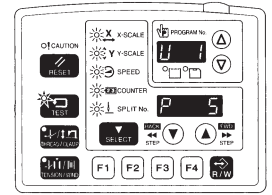 CAUTION
RESET
TEST
THREAD/CLAMP
TENSION/WIND
X X-SCALE
Y Y-SCALE
SPEED
COUNTER
SPLIT No.
SELECT
PROGRAM No.
U 1
P 5
BACK
STEP
FWD
STEP
F1 F2 F3 F4
R/W